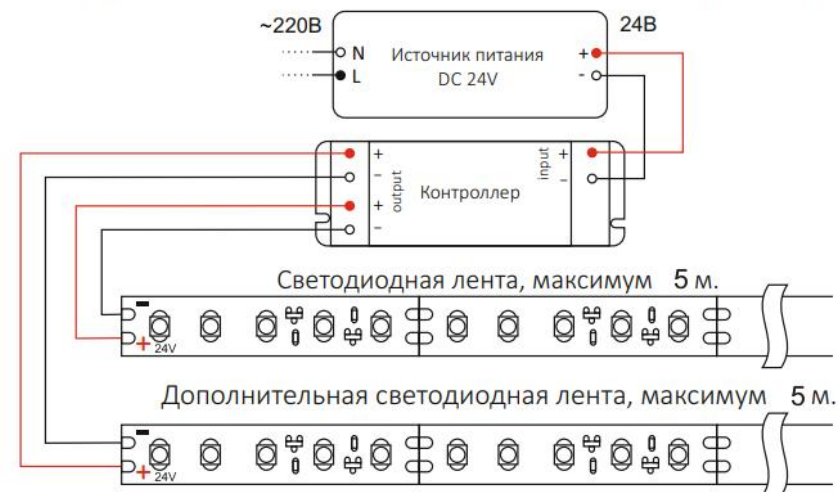 ~220В
24В
N
Источник питания
+
L
DC 24V
-
+
input
+
-
output
Контроллер
-
+
-
Светодиодная лента, максимум 5 м.
-
+ 24V
Дополнительная светодиодная лента, максимум 5 м.
-
+ 24V